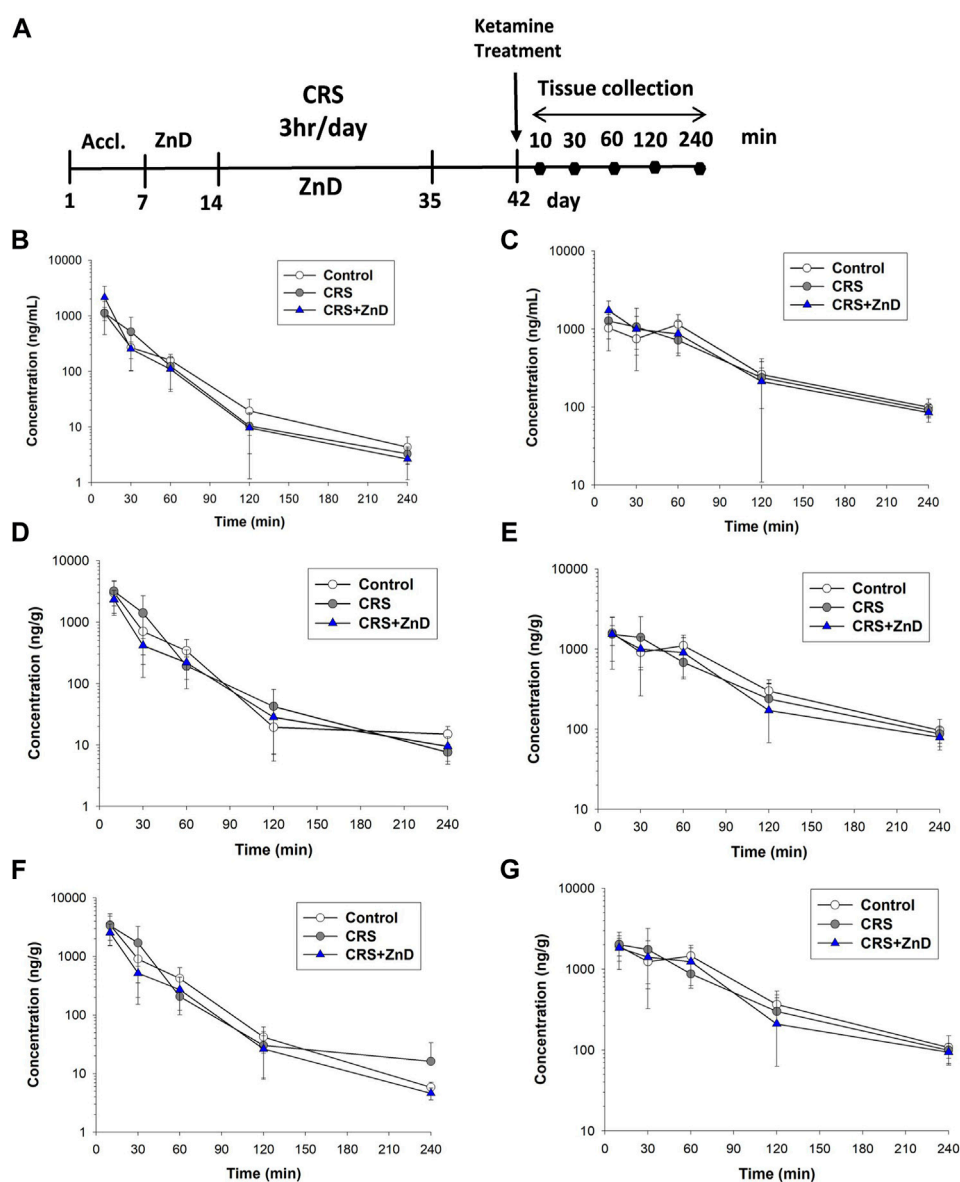 A
Ketamine
Treatment
CRS
3hr/day
Tissue collection
Accl.
ZnD
10 30 60 120 240 min
ZnD
1 7 14 35 42 day
B
10000
1000
100
10
1
Concentration (ng/mL)
Control
CRS
CRS+ZnD
0 30 60 90 120 150 180 210 240
Time (min)
C
10000
1000
100
10
Concentration (ng/mL)
Control
CRS
CRS+ZnD
0 30 60 90 120 150 180 210 240
Time (min)
D
10000
1000
100
10
1
Concentration (ng/g)
Control
CRS
CRS+ZnD
0 30 60 90 120 150 180 210 240
Time (min)
E
10000
1000
100
10
Concentration (ng/g)
Control
CRS
CRS+ZnD
0 30 60 90 120 150 180 210 240
Time (min)
F
10000
1000
100
10
1
Concentration (ng/g)
Control
CRS
CRS+ZnD
0 30 60 90 120 150 180 210 240
Time (min)
G
10000
1000
100
10
Concentration (ng/g)
Control
CRS
CRS+ZnD
0 30 60 90 120 150 180 210 240
Time (min)